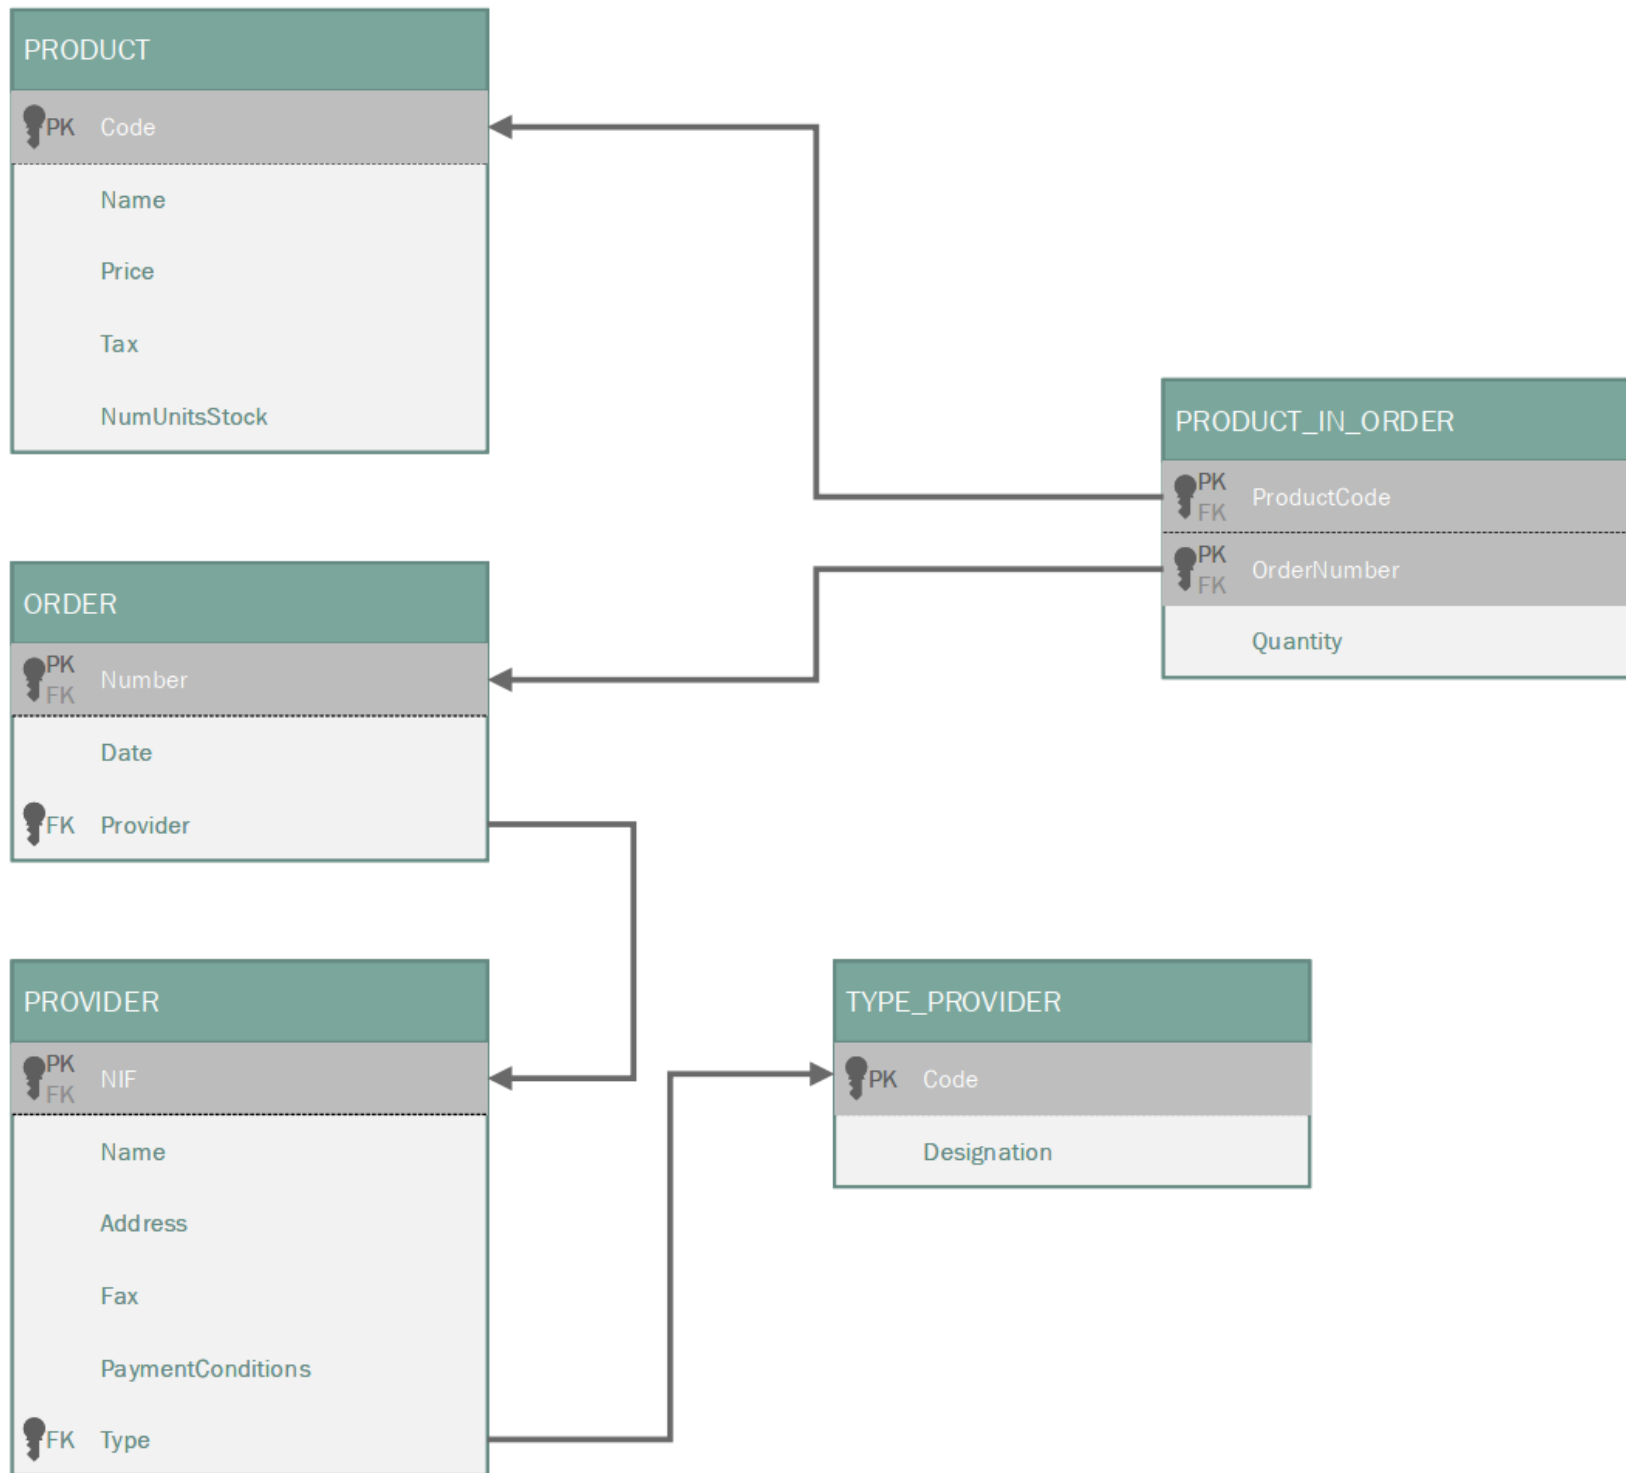 PRODUCT
PK Code
Name
Price
Tax
NumUnitsStock
PRODUCT_IN_ORDER
PK
FK ProductCode
PK
FK OrderNumber
Quantity
ORDER
PK
FK Number
Date
FK Provider
PROVIDER
PK
FK NIF
Name
Address
Fax
PaymentConditions
FK Type
TYPE_PROVIDER
PK Code
Designation